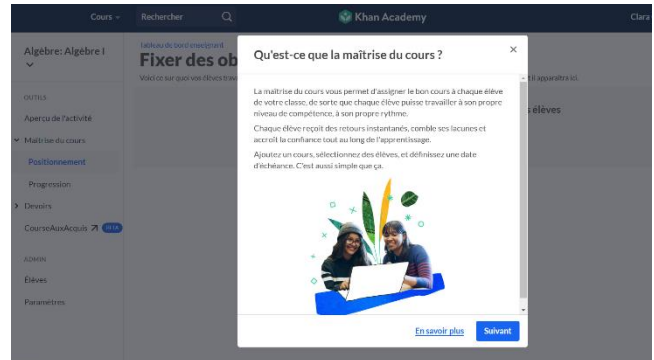 Cours
Rechercher
Khan Academy
Clara
Algèbre: Algèbre I
Tableau de bord enseignant
Fixer des ob
Voici ce sur quoi vos élèves trav
il apparaîtra ici.
s élèves
OUTILS
Aperçu de l'activité
Maîtrise du cours
Positionnement
Progression
Devoirs
CourseAuxAcquis BETA
ADMIN
Élèves
Paramètres
Qu'est-ce que la maîtrise du cours ?
La maîtrise du cours vous permet d'assigner le bon cours à chaque élève
de votre classe, de sorte que chaque élève puisse travailler à son propre
niveau de compétence, à son propre rythme.
Chaque élève reçoit des retours instantanés, comble ses lacunes et
accroît la confiance tout au long de l'apprentissage.
Ajoutez un cours, sélectionnez des élèves, et définissez une date
d'échéance. C'est aussi simple que ça.
En savoir plus
Suivant